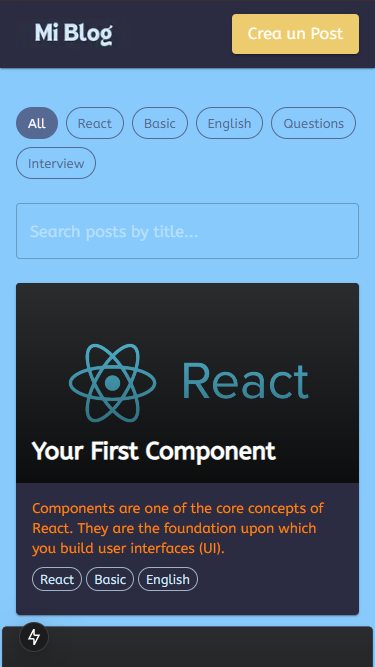 Mi Blog
Crea un Post
All
React
Basic
English
Questions
Interview
Search posts by title...
React
Your First Component
Components are one of the core concepts of
React. They are the foundation upon which
you build user interfaces (UI).
React
Basic
English